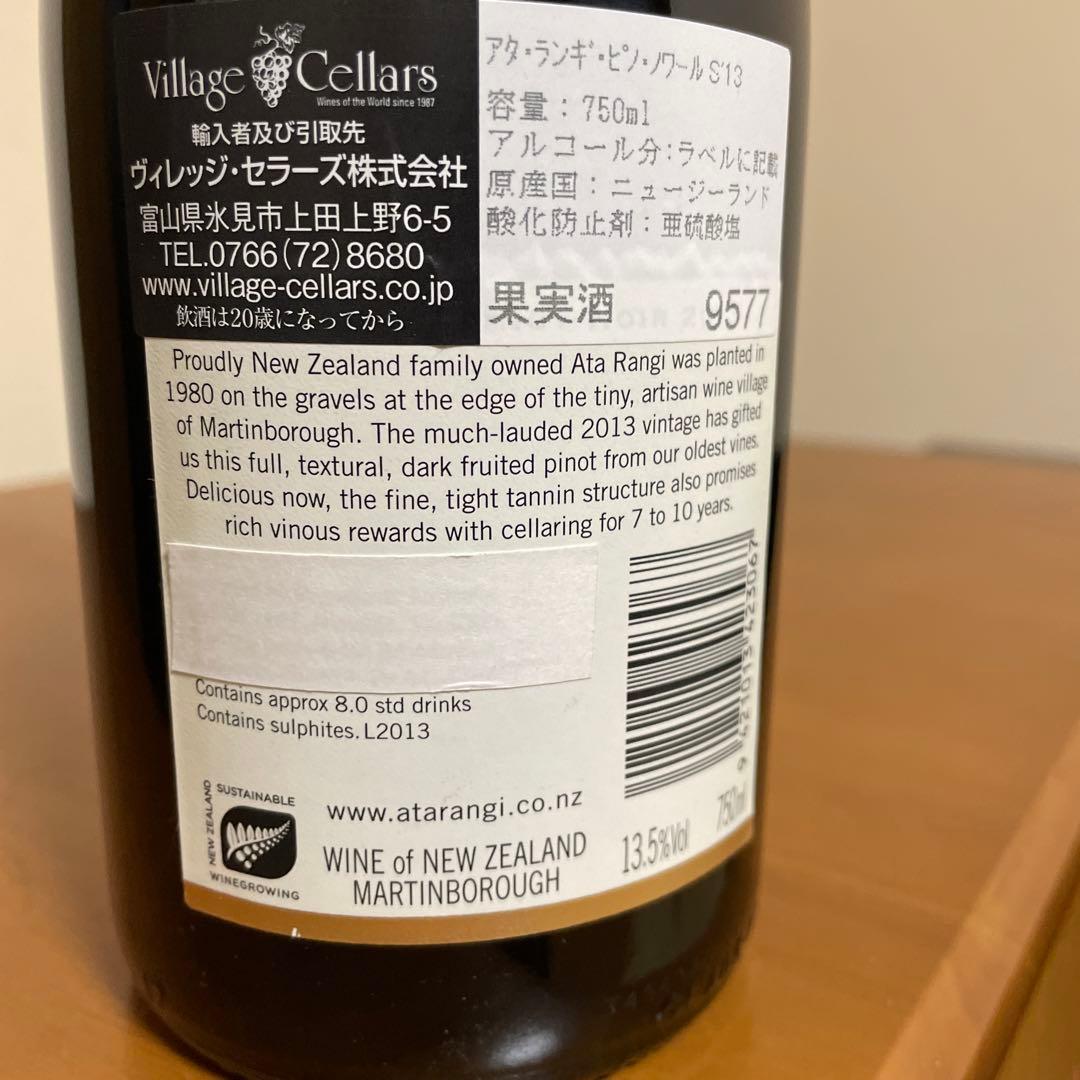 Village Cellars
Wines of the World since 1987
輸入者及び引取先
ヴィレッジ・セラーズ株式会社
富山県氷見市上田上野6-5
TEL.0766(72)8680
www.village-cellars.co.jp
飲酒は20歳になってから
アタ・ランギ・ピノ・ノワール S'13
容量：750ml
アルコール分：ラベルに記載
原産国：ニュージーランド
酸化防止剤：亜硫酸塩
果実酒 9577
Proudly New Zealand family owned Ata Rangi was planted in
1980 on the gravels at the edge of the tiny, artisan wine village
of Martinborough. The much-lauded 2013 vintage has gifted
us this full, textural, dark fruited pinot from our oldest vines.
Delicious now, the fine, tight tannin structure also promises
rich vinous rewards with cellaring for 7 to 10 years.
Contains approx 8.0 std drinks
Contains sulphites. L2013
9 421013 423067
SUSTAINABLE
NEW ZEALAND
WINEGROWING
www.atarangi.co.nz
WINE of NEW ZEALAND
MARTINBOROUGH
13.5%Vol
750ml